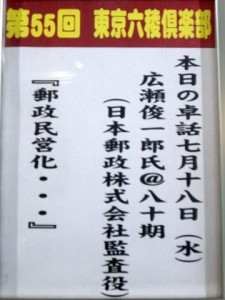 第55回 東京六稜倶楽部
本日の卓話七月十八日(水)
広瀬俊一郎氏@八十期
(日本郵政株式会社監査役)
『郵政民営化・・・』